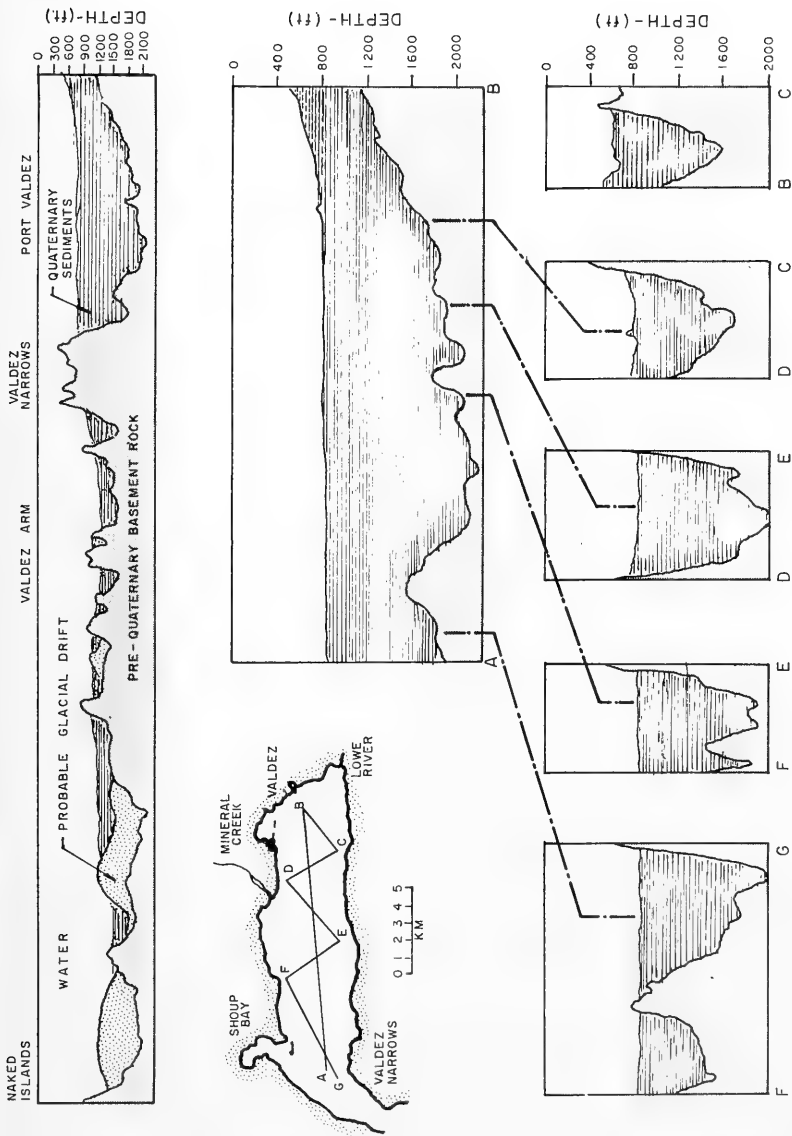 NAKED
ISLANDS
VALDEZ ARM
VALDEZ
NARROWS
PORT VALDEZ
WATER
PROBABLE GLACIAL DRIFT
PRE-QUATERNARY BASEMENT ROCK
QUATERNARY
SEDIMENTS
0
300
600
900
1200
1500
1800
2100
DEPTH-(ft.)
SHOUP
BAY
MINERAL
CREEK
VALDEZ
LOWE
RIVER
VALDEZ
NARROWS
A
B
C
D
E
F
G
0 1 2 3 4 5
KM
0
400
800
1200
1600
2000
DEPTH-(ft)
A
B
F
G
F
E
D
E
D
C
B
C
0
400
800
1200
1600
2000
DEPTH-(ft)